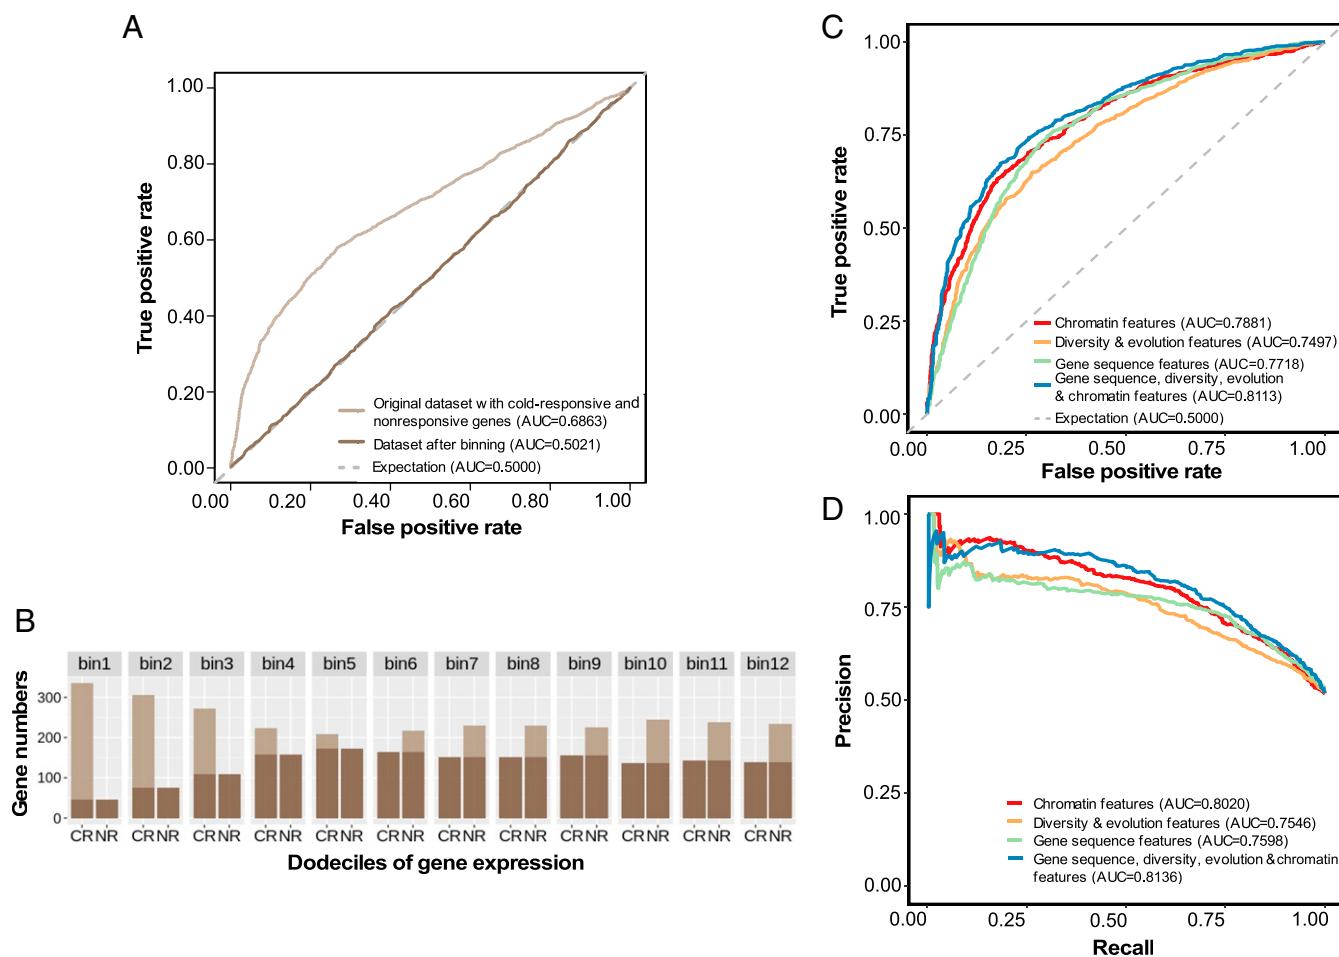 A
1.00
0.80
0.60
0.40
0.20
0.00
True positive rate
Original dataset with cold-responsive and
nonresponsive genes (AUC=0.6863)
Dataset after binning (AUC=0.5021)
Expectation (AUC=0.5000)
0.00 0.20 0.40 0.60 0.80 1.00
False positive rate
B
bin1 bin2 bin3 bin4 bin5 bin6 bin7 bin8 bin9 bin10 bin11 bin12
300
200
100
0
Gene numbers
CR NR CR NR CR NR CR NR CR NR CR NR CR NR CR NR CR NR CR NR CR NR CR NR
Dodeciles of gene expression
C
1.00
0.75
0.50
0.25
0.00
True positive rate
Chromatin features (AUC=0.7881)
Diversity & evolution features (AUC=0.7497)
Gene sequence features (AUC=0.7718)
Gene sequence, diversity, evolution
& chromatin features (AUC=0.8113)
Expectation (AUC=0.5000)
0.00 0.25 0.50 0.75 1.00
False positive rate
D
1.00
0.75
0.50
0.25
0.00
Precision
Chromatin features (AUC=0.8020)
Diversity & evolution features (AUC=0.7546)
Gene sequence features (AUC=0.7598)
Gene sequence, diversity, evolution &chromatin
features (AUC=0.8136)
0.00 0.25 0.50 0.75 1.00
Recall